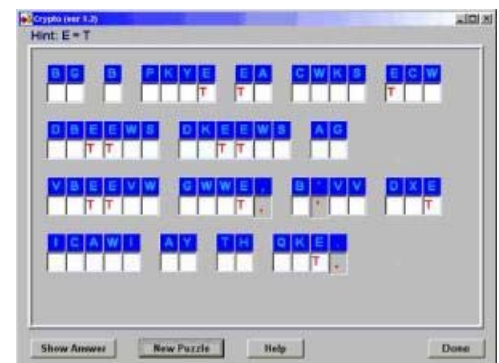 Crypto (ver 1.2)
Hint: E = T
BG B PKYE EA CWKS ECW
T T T
DBEEWS DKEEWS AG
TT TT
VBEEVW GWWE, B'VV DXE
TT T, ' T
ICAWI AY TH QKE.
T.
Show Answer New Puzzle Help Done